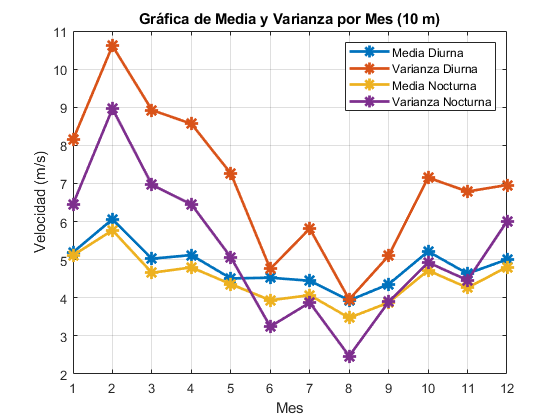 Gráfica de Media y Varianza por Mes (10 m)
Media Diurna
Varianza Diurna
Media Nocturna
Varianza Nocturna
Velocidad (m/s)
11
10
9
8
7
6
5
4
3
2
1 2 3 4 5 6 7 8 9 10 11 12
Mes